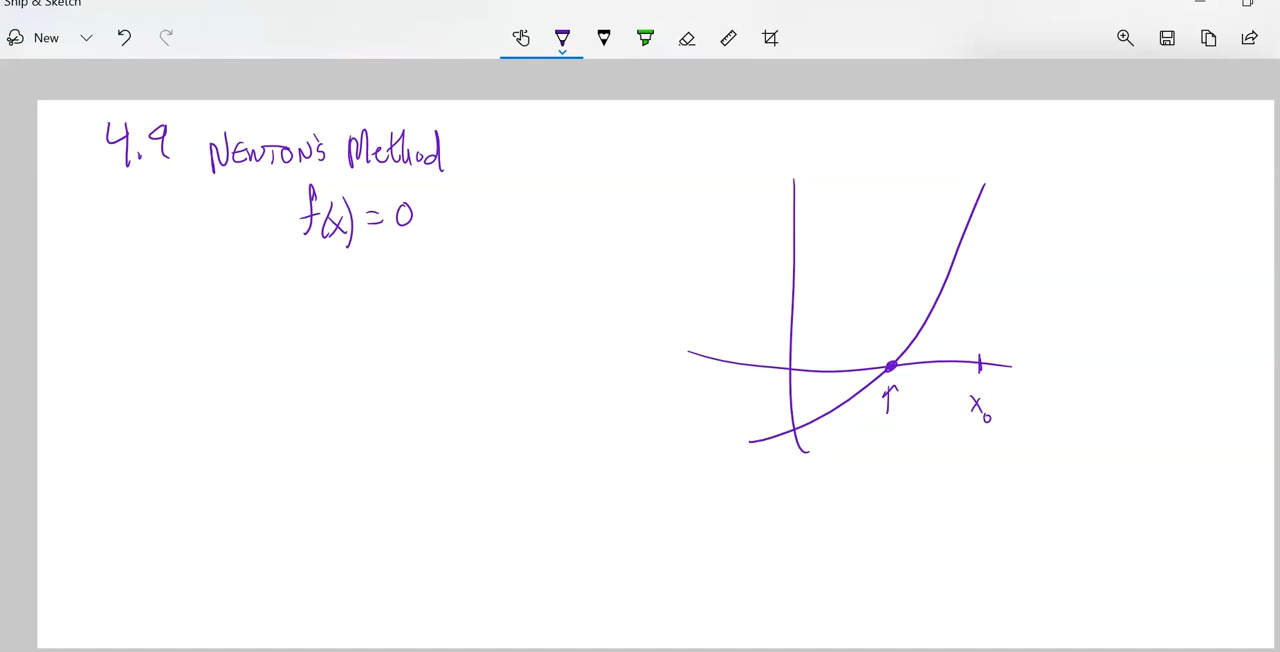 Snip & Sketch
New
4.9 Newton's Method
f(x) = 0
↑
x₀